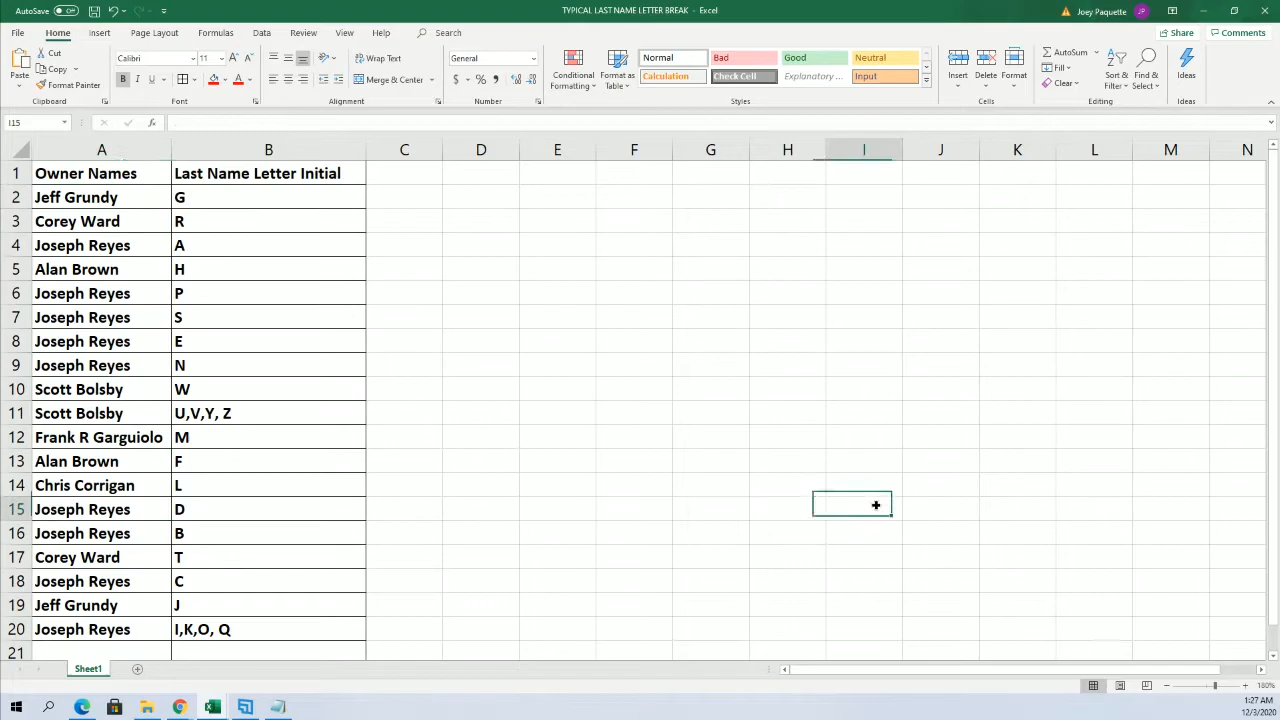 AutoSave Off
TYPICAL LAST NAME LETTER BREAK - Excel
Joey Paquette JP
File Home Insert Page Layout Formulas Data Review View Help Search
Share Comments
Paste
Cut
Copy
Format Painter
Clipboard
Calibri 11
B I U
Font
Wrap Text
Merge & Center
Alignment
General
$ % 9
Number
Conditional Formatting
Format as Table
Normal Bad Good Neutral
Calculation Check Cell Explanatory ... Input
Styles
Insert Delete Format
Cells
AutoSum
Fill
Clear
Sort & Filter
Find & Select
Editing
Ideas
Ideas
I15
fx
A B C D E F G H I J K L M N
1 Owner Names Last Name Letter Initial
2 Jeff Grundy G
3 Corey Ward R
4 Joseph Reyes A
5 Alan Brown H
6 Joseph Reyes P
7 Joseph Reyes S
8 Joseph Reyes E
9 Joseph Reyes N
10 Scott Bolsby W
11 Scott Bolsby U,V,Y, Z
12 Frank R Garguiolo M
13 Alan Brown F
14 Chris Corrigan L
15 Joseph Reyes D
16 Joseph Reyes B
17 Corey Ward T
18 Joseph Reyes C
19 Jeff Grundy J
20 Joseph Reyes I,K,O, Q
21
Sheet1
180%
1:27 AM
12/3/2020